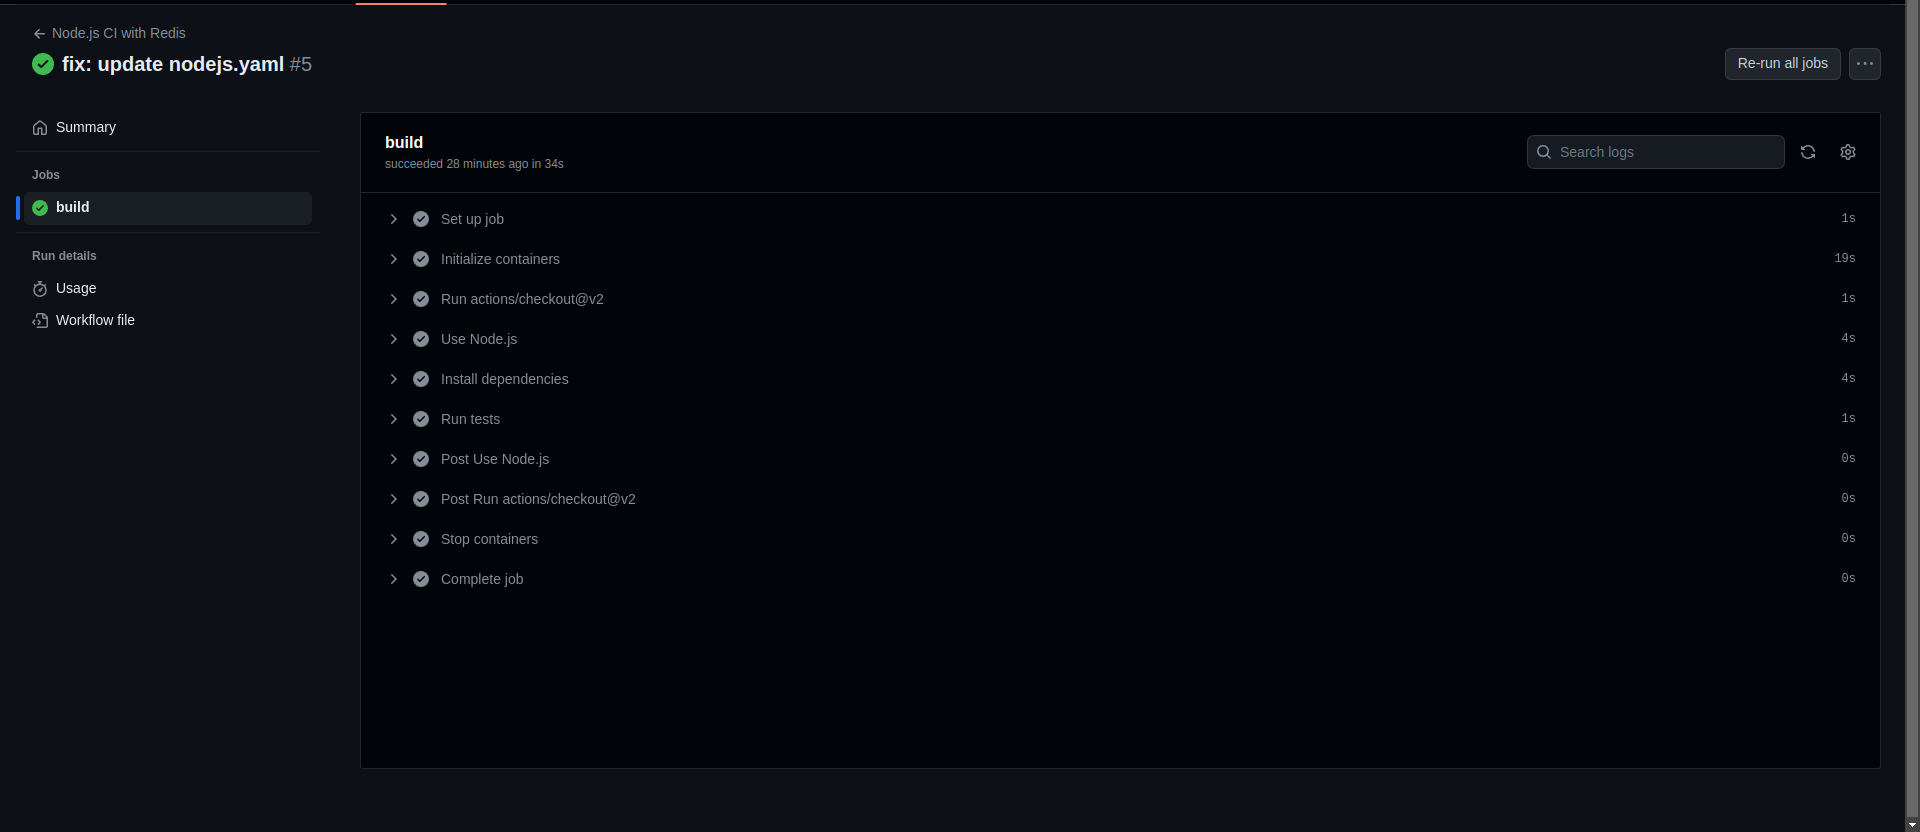 Node.js CI with Redis
fix: update nodejs.yaml #5
Re-run all jobs
Summary
Jobs
build
Run details
Usage
Workflow file
build
succeeded 28 minutes ago in 34s
Search logs
Set up job 1s
Initialize containers 19s
Run actions/checkout@v2 1s
Use Node.js 4s
Install dependencies 4s
Run tests 1s
Post Use Node.js 0s
Post Run actions/checkout@v2 0s
Stop containers 0s
Complete job 0s